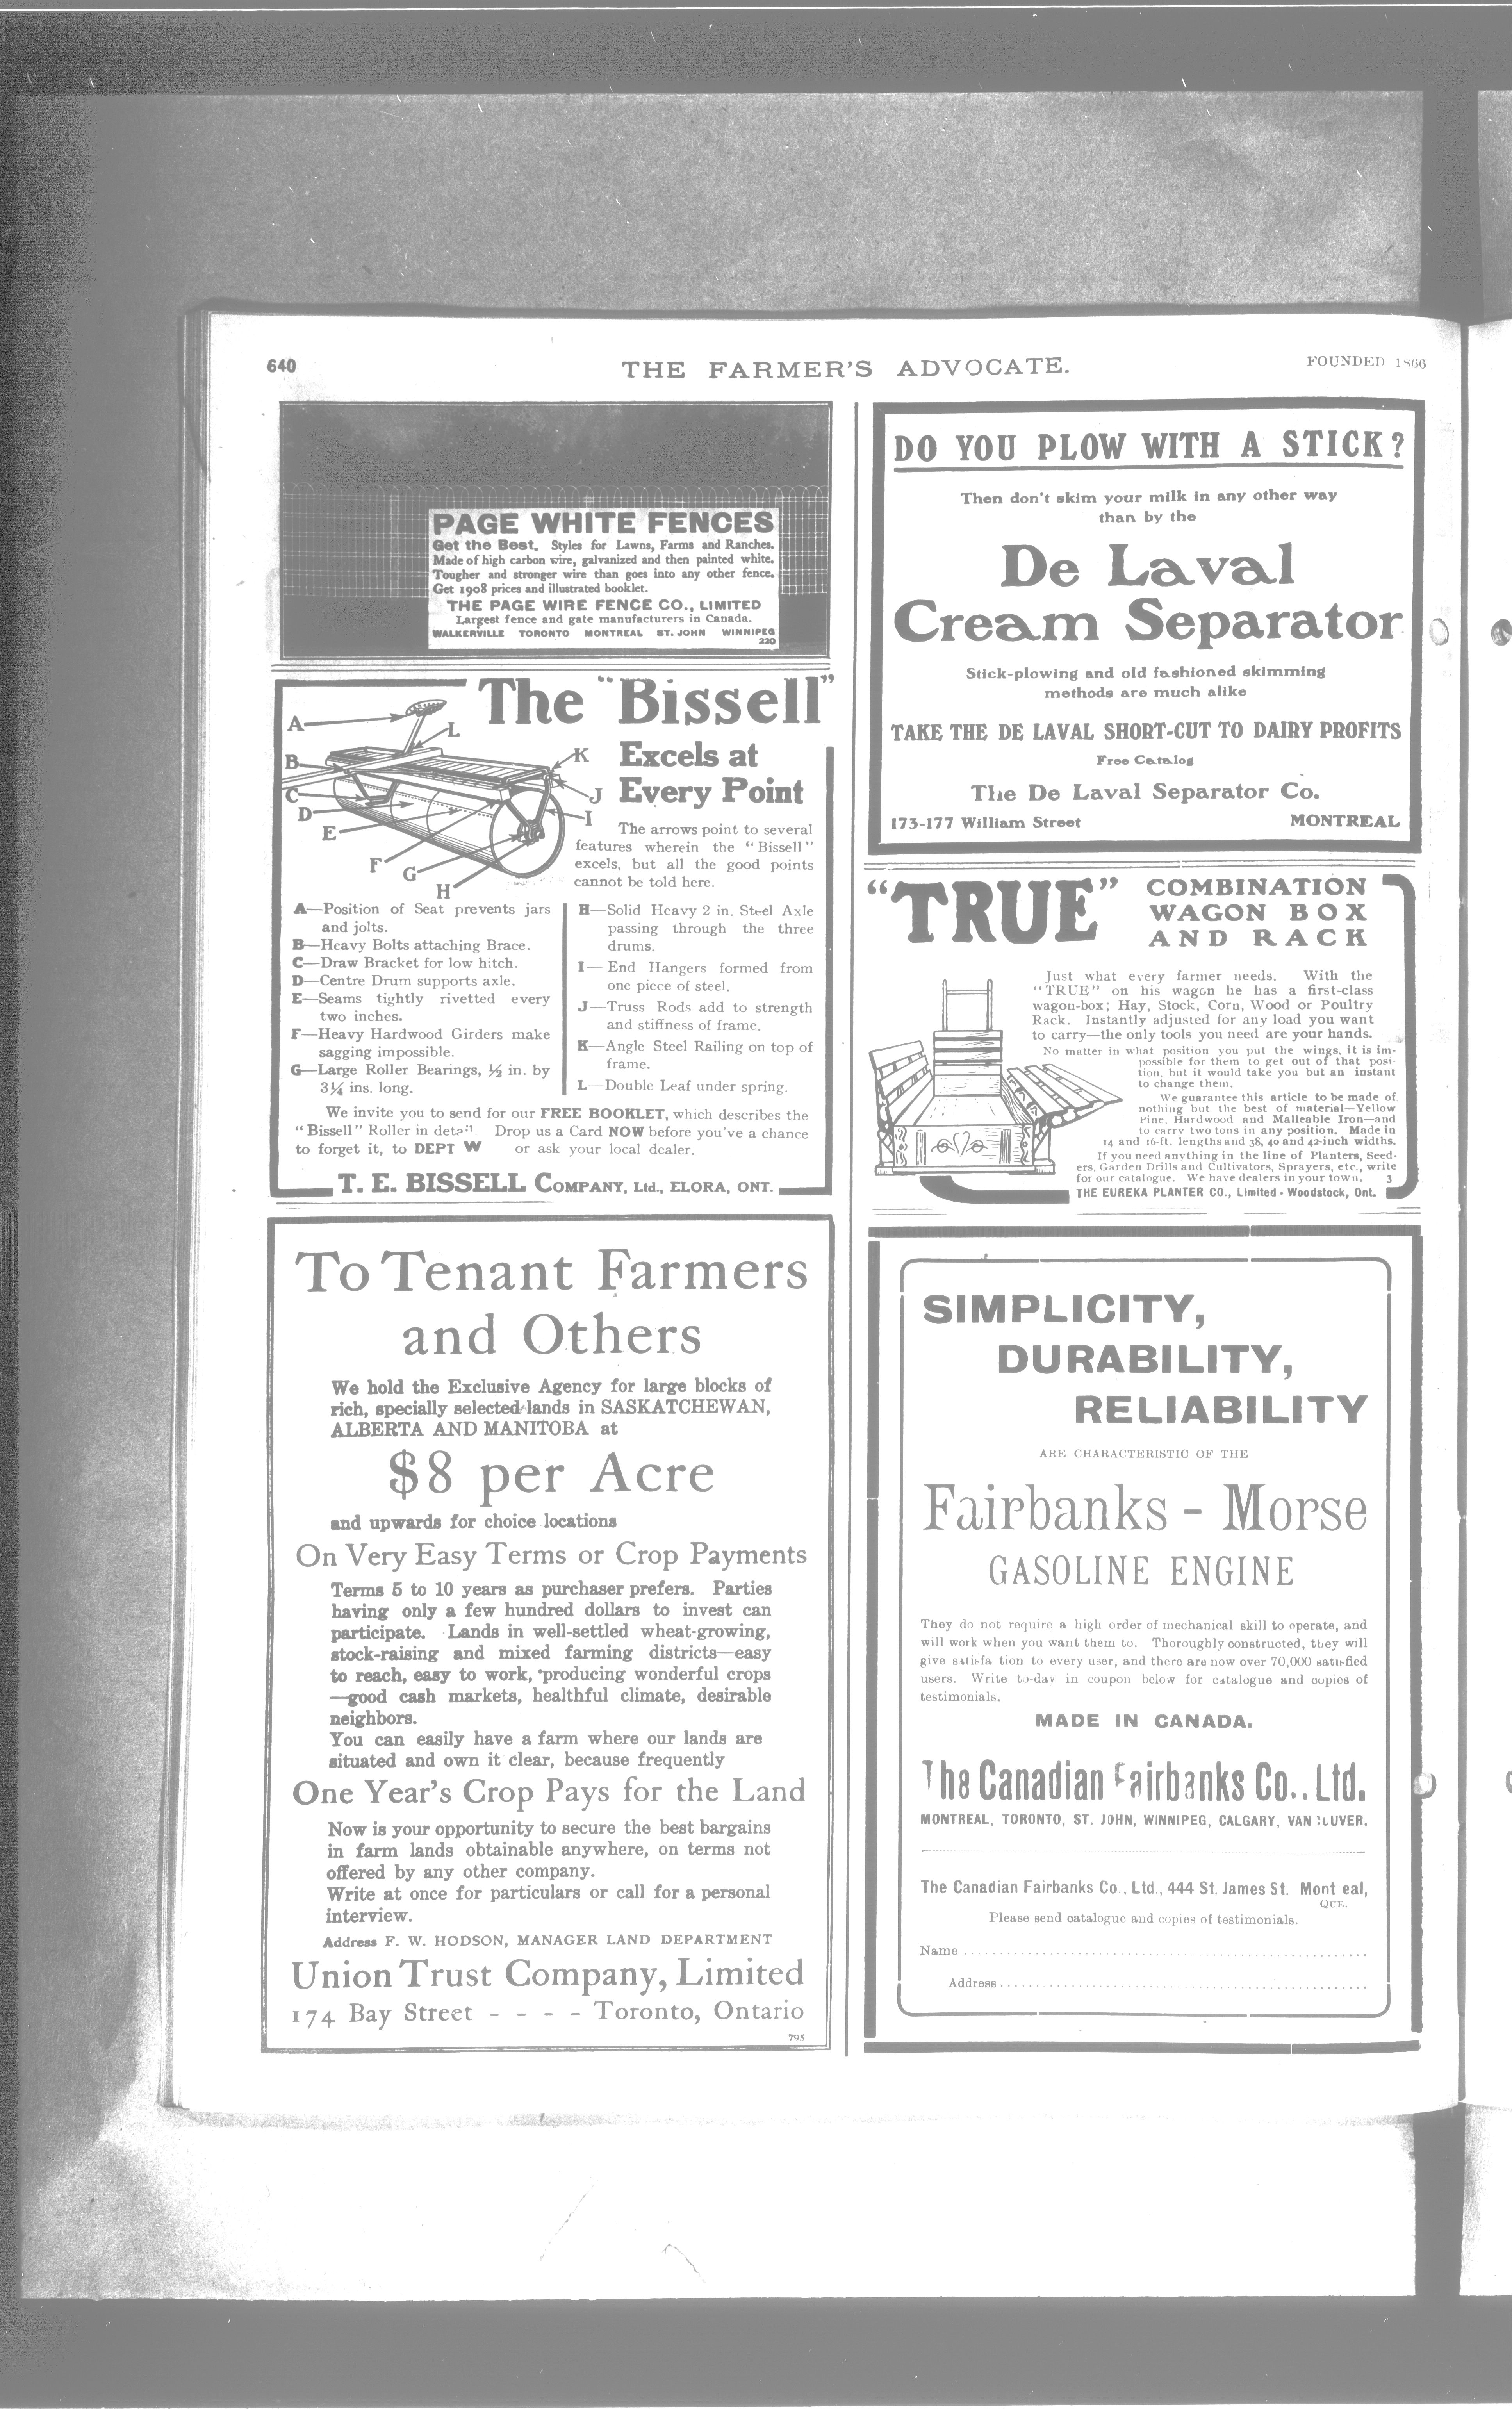 640
THE FARMER'S ADVOCATE.
FOUNDED 1866
PAGE WHITE FENCES
Get the Best. Styles for Lawns, Farms and Ranches.
Made of high carbon wire, galvanized and then painted white.
Tougher and stronger wire than goes into any other fence.
Get 1908 prices and illustrated booklet.
THE PAGE WIRE FENCE CO., LIMITED
Largest fence and gate manufacturers in Canada.
WALKERVILLE TORONTO MONTREAL ST. JOHN WINNIPEG
220
The "Bissell"
Excels at
Every Point
A
B
C
D
E
F
G
H
I
J
K
L
The arrows point to several
features wherein the "Bissell"
excels, but all the good points
cannot be told here.
A—Position of Seat prevents jars
and jolts.
B—Heavy Bolts attaching Brace.
C—Draw Bracket for low hitch.
D—Centre Drum supports axle.
E—Seams tightly rivetted every
two inches.
F—Heavy Hardwood Girders make
sagging impossible.
G—Large Roller Bearings, ½ in. by
3¼ ins. long.
H—Solid Heavy 2 in. Steel Axle
passing through the three
drums.
I—End Hangers formed from
one piece of steel.
J—Truss Rods add to strength
and stiffness of frame.
K—Angle Steel Railing on top of
frame.
L—Double Leaf under spring.
We invite you to send for our FREE BOOKLET, which describes the
"Bissell" Roller in detail. Drop us a Card NOW before you've a chance
to forget it, to DEPT W or ask your local dealer.
T. E. BISSELL COMPANY, Ltd., ELORA, ONT.
To Tenant Farmers
and Others
We hold the Exclusive Agency for large blocks of
rich, specially selected lands in SASKATCHEWAN,
ALBERTA AND MANITOBA at
$8 per Acre
and upwards for choice locations
On Very Easy Terms or Crop Payments
Terms 5 to 10 years as purchaser prefers. Parties
having only a few hundred dollars to invest can
participate. Lands in well-settled wheat-growing,
stock-raising and mixed farming districts—easy
to reach, easy to work, producing wonderful crops
—good cash markets, healthful climate, desirable
neighbors.
You can easily have a farm where our lands are
situated and own it clear, because frequently
One Year's Crop Pays for the Land
Now is your opportunity to secure the best bargains
in farm lands obtainable anywhere, on terms not
offered by any other company.
Write at once for particulars or call for a personal
interview.
Address F. W. HODSON, MANAGER LAND DEPARTMENT
Union Trust Company, Limited
174 Bay Street - - - - Toronto, Ontario
795
DO YOU PLOW WITH A STICK?
Then don't skim your milk in any other way
than by the
De Laval
Cream Separator
Stick-plowing and old fashioned skimming
methods are much alike
TAKE THE DE LAVAL SHORT-CUT TO DAIRY PROFITS
Free Catalog
The De Laval Separator Co.
173-177 William Street MONTREAL
"TRUE" COMBINATION
WAGON BOX
AND RACK
Just what every farmer needs. With the
"TRUE" on his wagon he has a first-class
wagon-box; Hay, Stock, Corn, Wood or Poultry
Rack. Instantly adjusted for any load you want
to carry—the only tools you need are your hands.
No matter in what position you put the wings, it is im-
possible for them to get out of that posi-
tion, but it would take you but an instant
to change them.
We guarantee this article to be made of
nothing but the best of material—Yellow
Pine, Hardwood and Malleable Iron—and
to carry two tons in any position. Made in
14 and 16-ft. lengths and 38, 40 and 42-inch widths.
If you need anything in the line of Planters, Seed-
ers, Garden Drills and Cultivators, Sprayers, etc., write
for our catalogue. We have dealers in your town. 3
THE EUREKA PLANTER CO., Limited - Woodstock, Ont.
SIMPLICITY,
DURABILITY,
RELIABILITY
ARE CHARACTERISTIC OF THE
Fairbanks - Morse
GASOLINE ENGINE
They do not require a high order of mechanical skill to operate, and
will work when you want them to. Thoroughly constructed, they will
give satisfa tion to every user, and there are now over 70,000 satisfied
users. Write to-day in coupon below for catalogue and copies of
testimonials.
MADE IN CANADA.
The Canadian Fairbanks Co., Ltd.
MONTREAL, TORONTO, ST. JOHN, WINNIPEG, CALGARY, VANCOUVER.
The Canadian Fairbanks Co., Ltd., 444 St. James St. Mont eal,
QUE.
Please send catalogue and copies of testimonials.
Name
Address